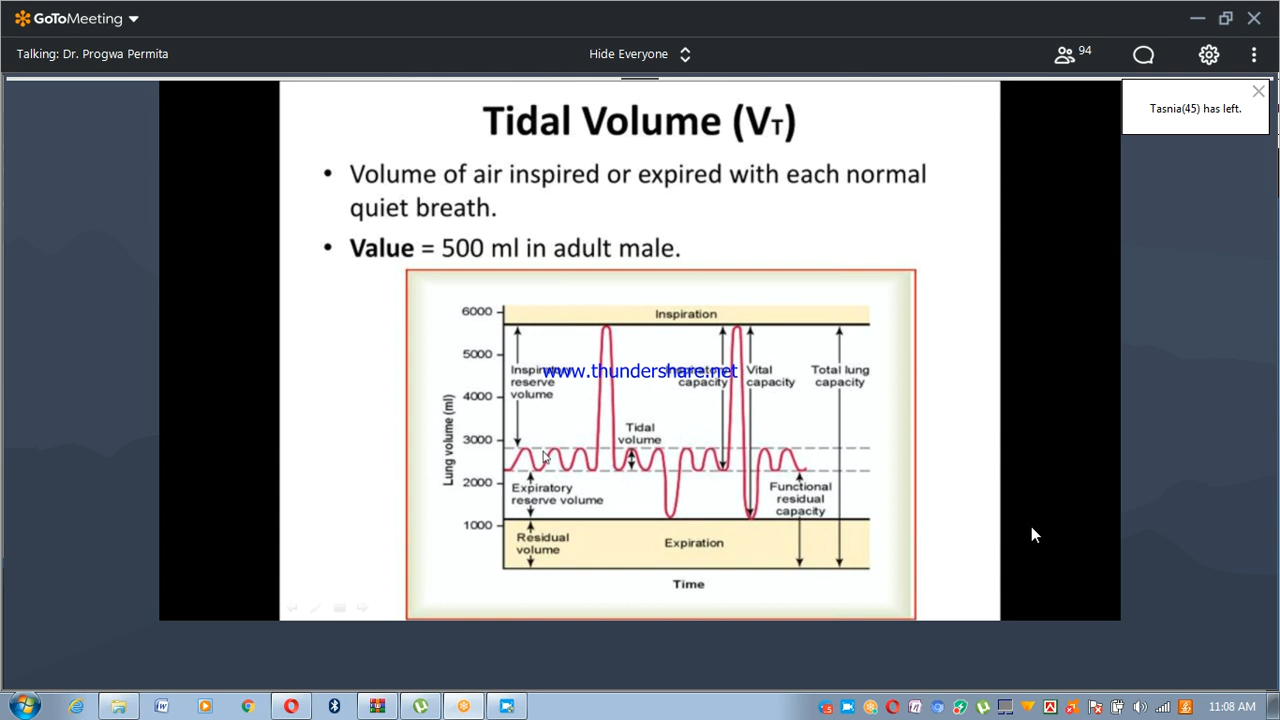 GoToMeeting
Talking: Dr. Progwa Permita
Hide Everyone
94
Tasnia(45) has left.
Tidal Volume (VT)
• Volume of air inspired or expired with each normal
quiet breath.
• Value = 500 ml in adult male.
6000
5000
4000
3000
2000
1000
Lung volume (ml)
Inspiration
reserve
volume
www.thundershare.net
capacity
Vital
capacity
Total lung
capacity
Tidal
volume
Expiratory
reserve volume
Functional
residual
capacity
Residual
volume
Expiration
Time
11:08 AM